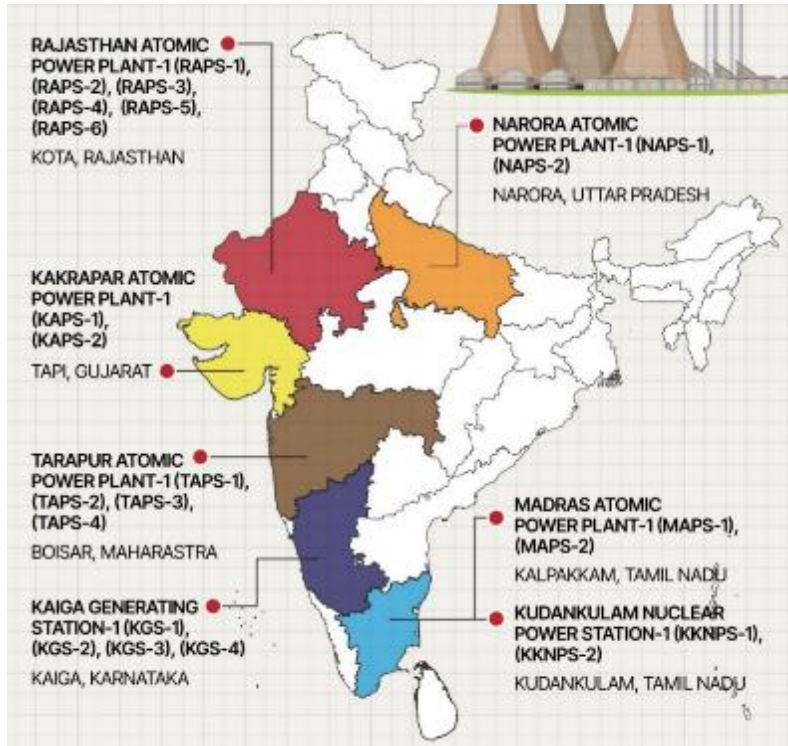 RAJASTHAN ATOMIC
POWER PLANT-1 (RAPS-1),
(RAPS-2), (RAPS-3),
(RAPS-4), (RAPS-5),
(RAPS-6)
KOTA, RAJASTHAN
NARORA ATOMIC
POWER PLANT-1 (NAPS-1),
(NAPS-2)
NARORA, UTTAR PRADESH
KAKRAPAR ATOMIC
POWER PLANT-1
(KAPS-1),
(KAPS-2)
TAPI, GUJARAT
TARAPUR ATOMIC
POWER PLANT-1 (TAPS-1),
(TAPS-2), (TAPS-3),
(TAPS-4)
BOISAR, MAHARASTRA
MADRAS ATOMIC
POWER PLANT-1 (MAPS-1),
(MAPS-2)
KALPAKKAM, TAMIL NADU
KAIGA GENERATING
STATION-1 (KGS-1),
(KGS-2), (KGS-3), (KGS-4)
KAIGA, KARNATAKA
KUDANKULAM NUCLEAR
POWER STATION-1 (KKNPS-1),
(KKNPS-2)
KUDANKULAM, TAMIL NADU